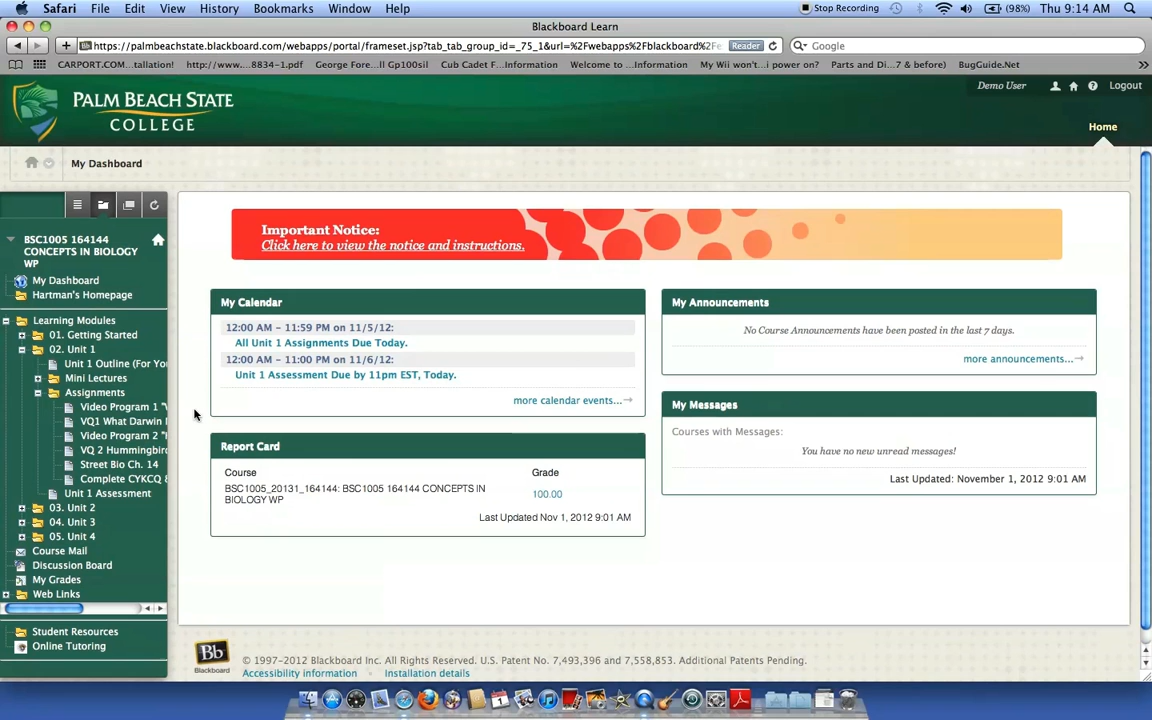 Safari File Edit View History Bookmarks Window Help Stop Recording (98%) Thu 9:14 AM
Blackboard Learn
https://palmbeachstate.blackboard.com/webapps/portal/frameset.jsp?tab_tab_group_id=_75_1&url=%2Fwebapps%2Fblackboard%2Fe Reader Google
CARPORT.COM...tallation! http://www....8834-1.pdf George Fore...ll Gp100sil Cub Cadet F...Information Welcome to ...Information My Wii won't...i power on? Parts and Di...7 & before) BugGuide.Net
Demo User Logout
PALM BEACH STATE
COLLEGE
Home
My Dashboard
BSC1005 164144
CONCEPTS IN BIOLOGY
WP
My Dashboard
Hartman's Homepage
Learning Modules
01. Getting Started
02. Unit 1
Unit 1 Outline (For You
Mini Lectures
Assignments
Video Program 1 "
VQ1 What Darwin
Video Program 2 "
VQ 2 Hummingbird
Street Bio Ch. 14
Complete CYKCQ &
Unit 1 Assessment
03. Unit 2
04. Unit 3
05. Unit 4
Course Mail
Discussion Board
My Grades
Web Links
Student Resources
Online Tutoring
Important Notice:
Click here to view the notice and instructions.
My Calendar
12:00 AM - 11:59 PM on 11/5/12:
All Unit 1 Assignments Due Today.
12:00 AM - 11:00 PM on 11/6/12:
Unit 1 Assessment Due by 11pm EST, Today.
more calendar events...→
Report Card
Course Grade
BSC1005_20131_164144: BSC1005 164144 CONCEPTS IN
BIOLOGY WP
100.00
Last Updated Nov 1, 2012 9:01 AM
My Announcements
No Course Announcements have been posted in the last 7 days.
more announcements...→
My Messages
Courses with Messages:
You have no new unread messages!
Last Updated: November 1, 2012 9:01 AM
Bb
Blackboard
© 1997-2012 Blackboard Inc. All Rights Reserved. U.S. Patent No. 7,493,396 and 7,558,853. Additional Patents Pending.
Accessibility information • Installation details